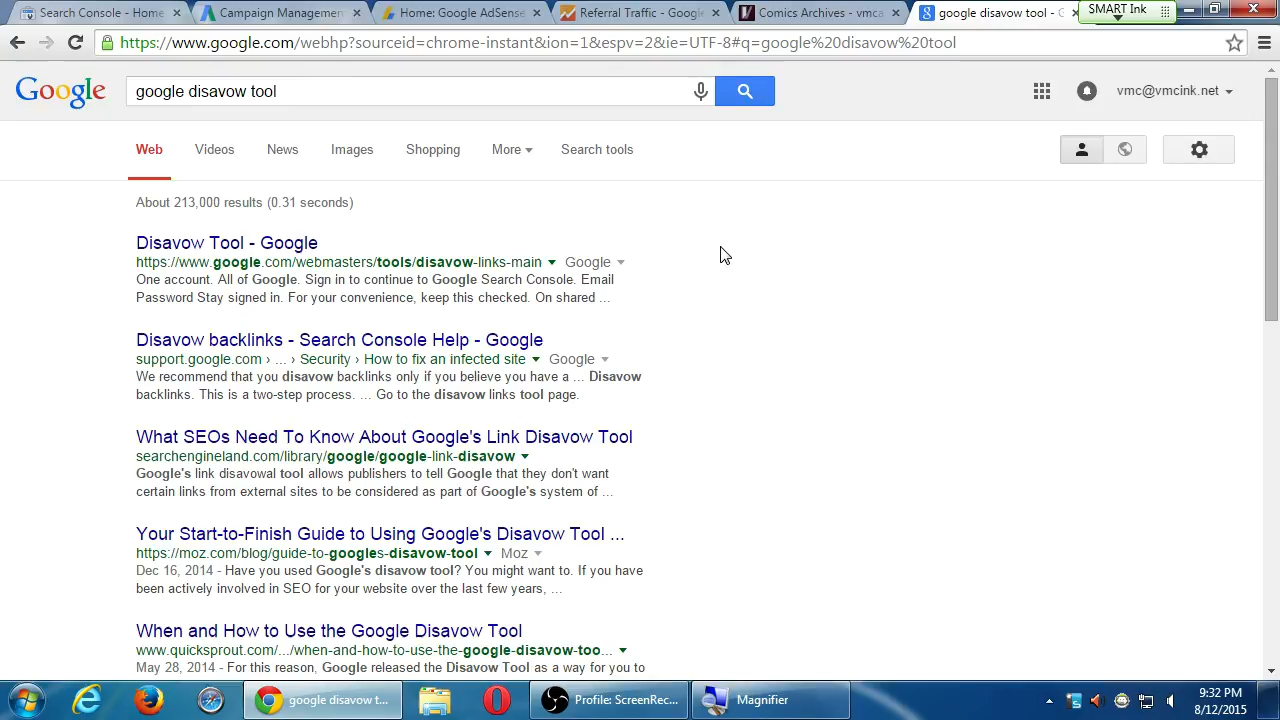 Search Console - Home
Campaign Management
Home: Google AdSense
Referral Traffic - Google
Comics Archives - vmca
google disavow tool - G
SMART Ink
https://www.google.com/webhp?sourceid=chrome-instant&ion=1&espv=2&ie=UTF-8#q=google%20disavow%20tool
Google
google disavow tool
vmc@vmcink.net
Web Videos News Images Shopping More Search tools
About 213,000 results (0.31 seconds)
Disavow Tool - Google
https://www.google.com/webmasters/tools/disavow-links-main Google
One account. All of Google. Sign in to continue to Google Search Console. Email
Password Stay signed in. For your convenience, keep this checked. On shared ...
Disavow backlinks - Search Console Help - Google
support.google.com › ... › Security › How to fix an infected site Google
We recommend that you disavow backlinks only if you believe you have a ... Disavow
backlinks. This is a two-step process. ... Go to the disavow links tool page.
What SEOs Need To Know About Google's Link Disavow Tool
searchengineland.com/library/google/google-link-disavow
Google's link disavowal tool allows publishers to tell Google that they don't want
certain links from external sites to be considered as part of Google's system of ...
Your Start-to-Finish Guide to Using Google's Disavow Tool ...
https://moz.com/blog/guide-to-googles-disavow-tool Moz
Dec 16, 2014 - Have you used Google's disavow tool? You might want to. If you have
been actively involved in SEO for your website over the last few years, ...
When and How to Use the Google Disavow Tool
www.quicksprout.com/.../when-and-how-to-use-the-google-disavow-too...
May 28, 2014 - For this reason, Google released the Disavow Tool as a way for you to
google disavow t...
Profile: ScreenRec...
Magnifier
9:32 PM
8/12/2015